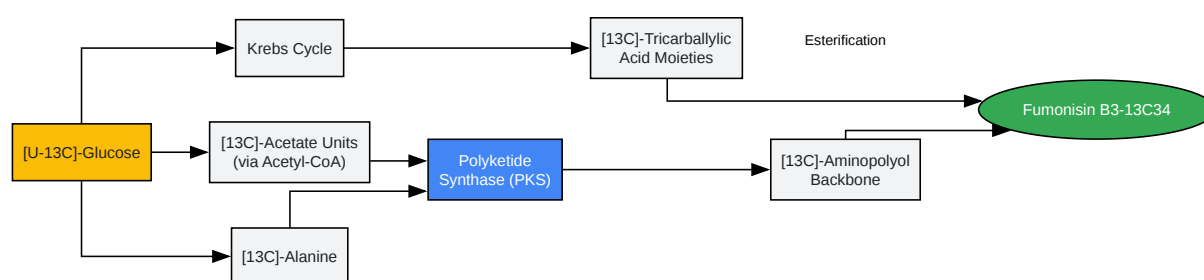 Krebs Cycle
[13C]-Tricarballylic
Acid Moieties
Esterification
Fumonisin B3-13C34
[U-13C]-Glucose
[13C]-Acetate Units
(via Acetyl-CoA)
Polyketide
Synthase (PKS)
[13C]-Aminopolyol
Backbone
[13C]-Alanine